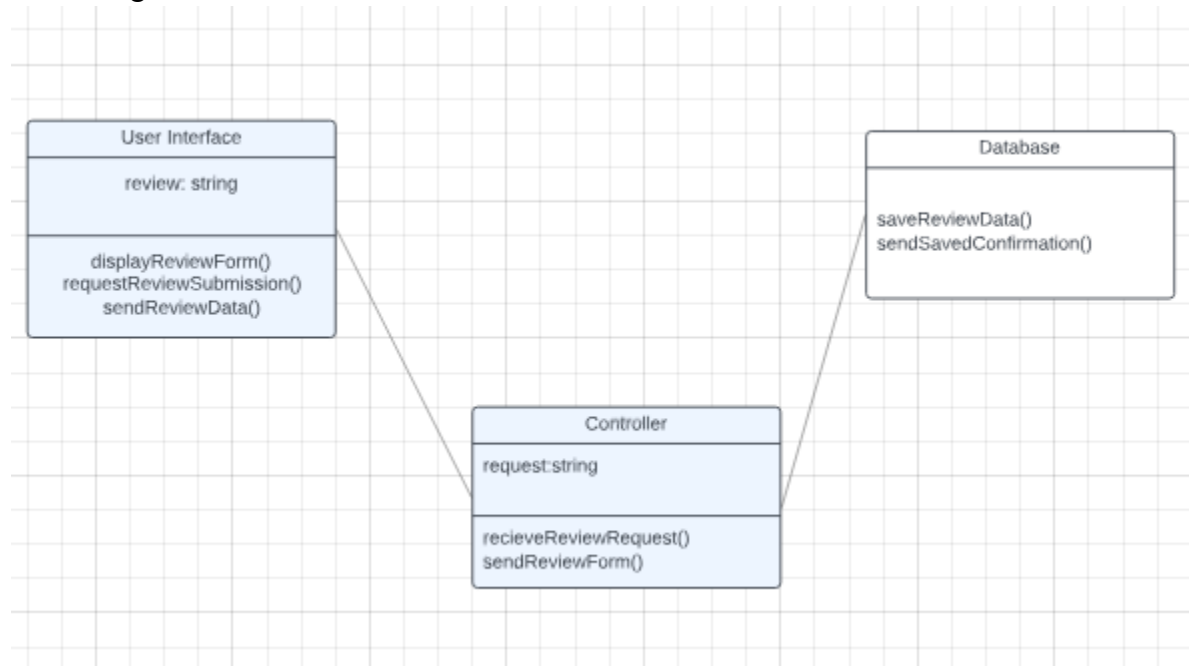 User Interface
review: string
displayReviewForm()
requestReviewSubmission()
sendReviewData()
Database
saveReviewData()
sendSavedConfirmation()
Controller
request:string
recieveReviewRequest()
sendReviewForm()